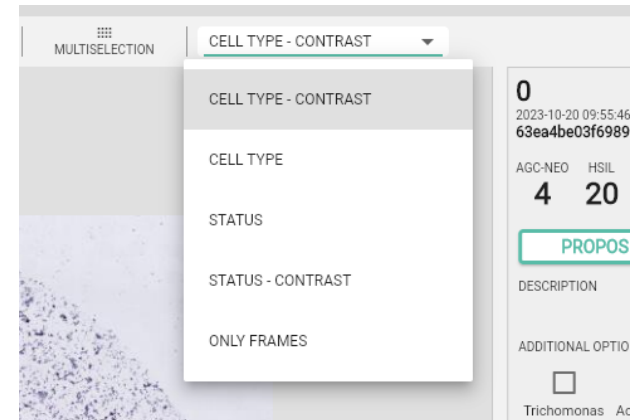 MULTISELECTION
CELL TYPE - CONTRAST
CELL TYPE - CONTRAST
CELL TYPE
STATUS
STATUS - CONTRAST
ONLY FRAMES
0
2023-10-20 09:55:46
63ea4be03f6989
AGC-NEO HSIL
4 20
PROPOS
DESCRIPTION
ADDITIONAL OPTIO
Trichomonas Ac